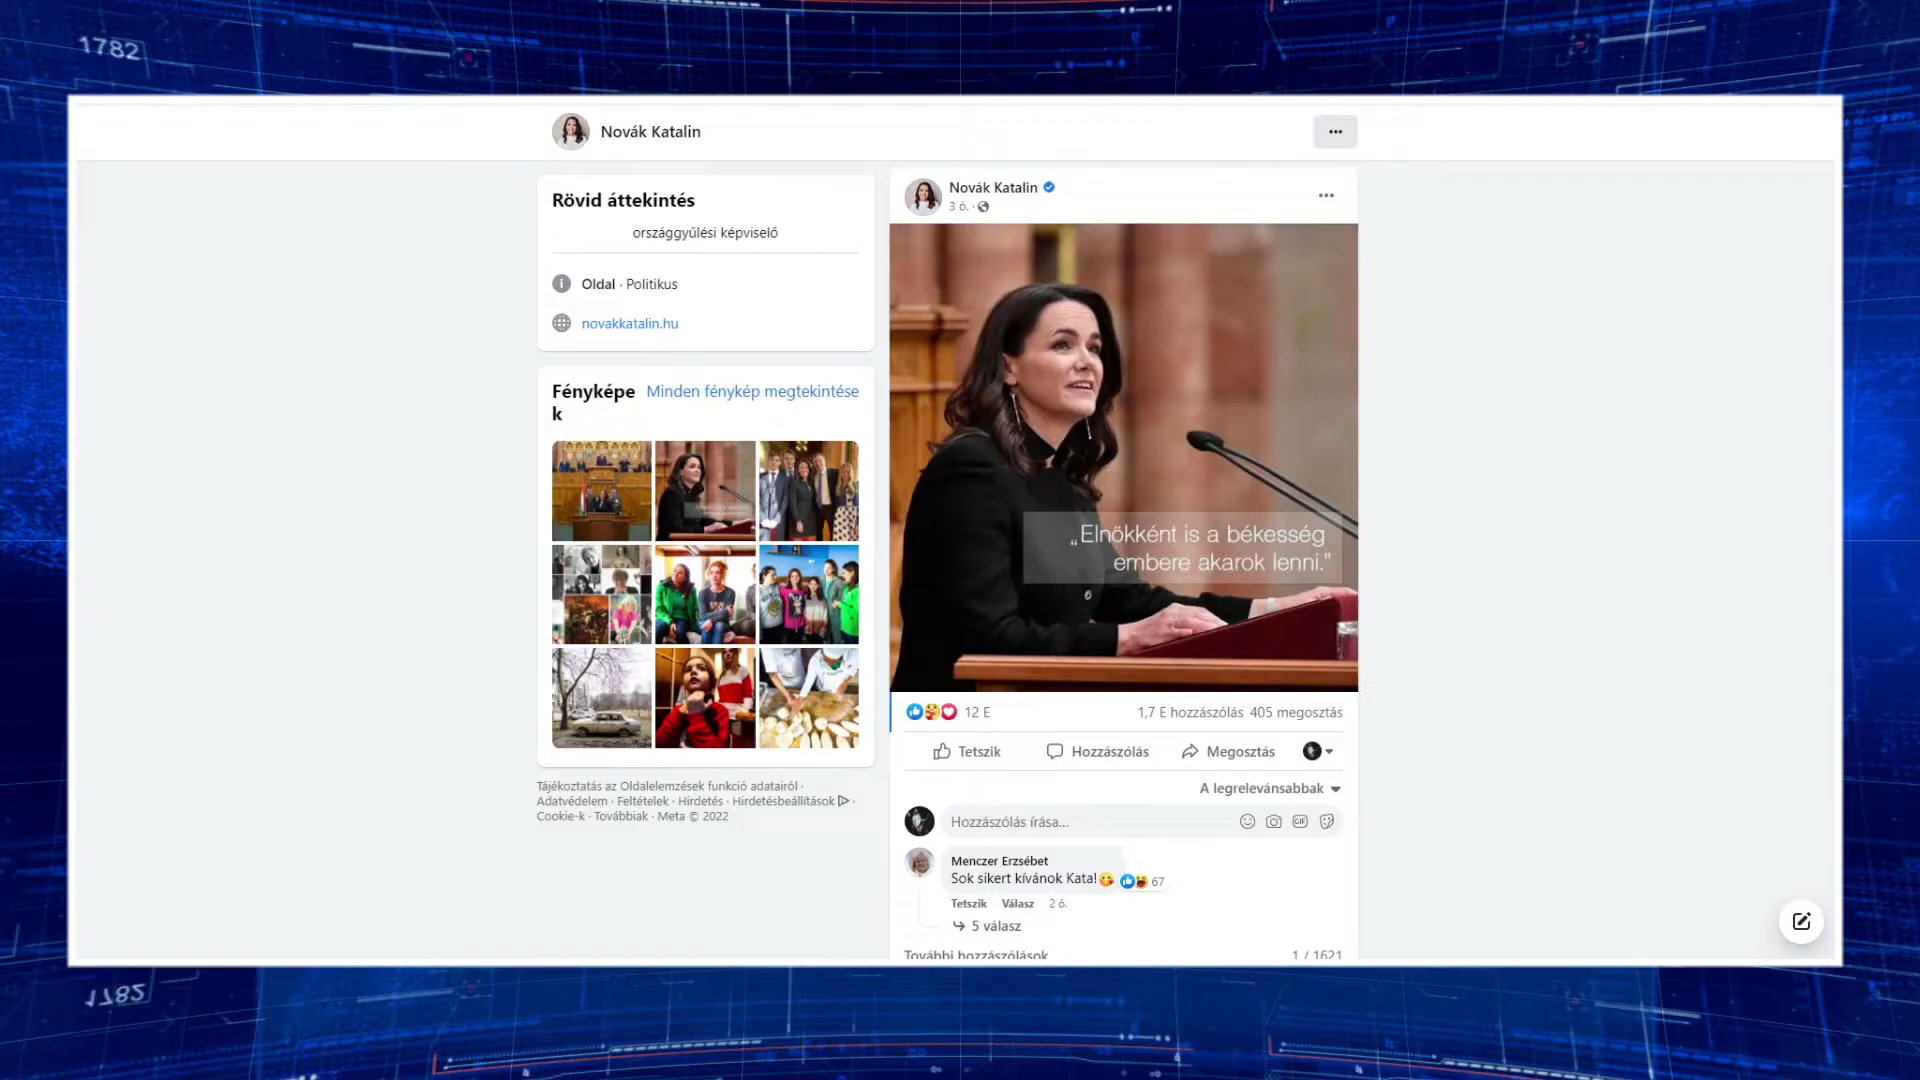 1782
Novák Katalin
Rövid áttekintés
országgyűlési képviselő
Oldal · Politikus
novakkatalin.hu
Fényképe
k
Minden fénykép megtekintése
Tájékoztatás az Oldalelemzések funkció adatairól ·
Adatvédelem · Feltételek · Hirdetés · Hirdetésbeállítások ·
Cookie-k · Továbbiak · Meta © 2022
Novák Katalin
3 ó. ·
„Elnökként is a békesség
embere akarok lenni.”
12 E
1,7 E hozzászólás 405 megosztás
Tetszik Hozzászólás Megosztás
A legrelevánsabbak
Hozzászólás írása...
GIF
Menczer Erzsébet
Sok sikert kívánok Kata!
67
Tetszik Válasz 2 ó.
5 válasz
További hozzászólások 1 / 1621
1782